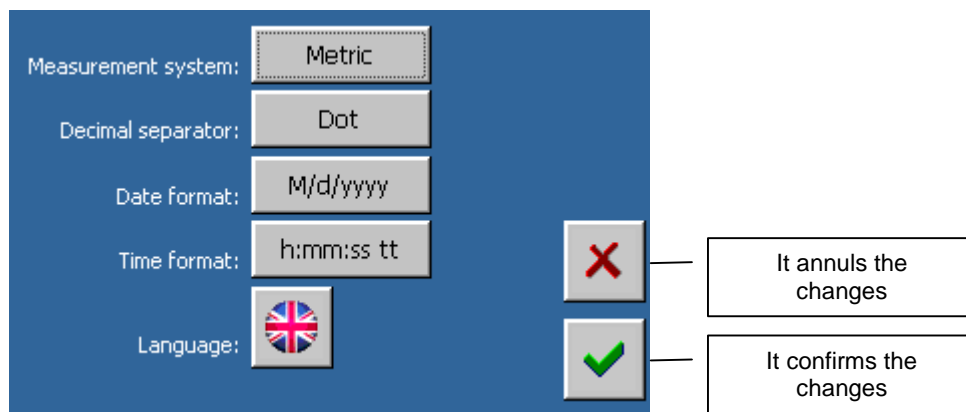 Measurement system: Metric
Decimal separator: Dot
Date format: M/d/yyyy
Time format: h:mm:ss tt
Language:
It annuls the
changes
It confirms the
changes